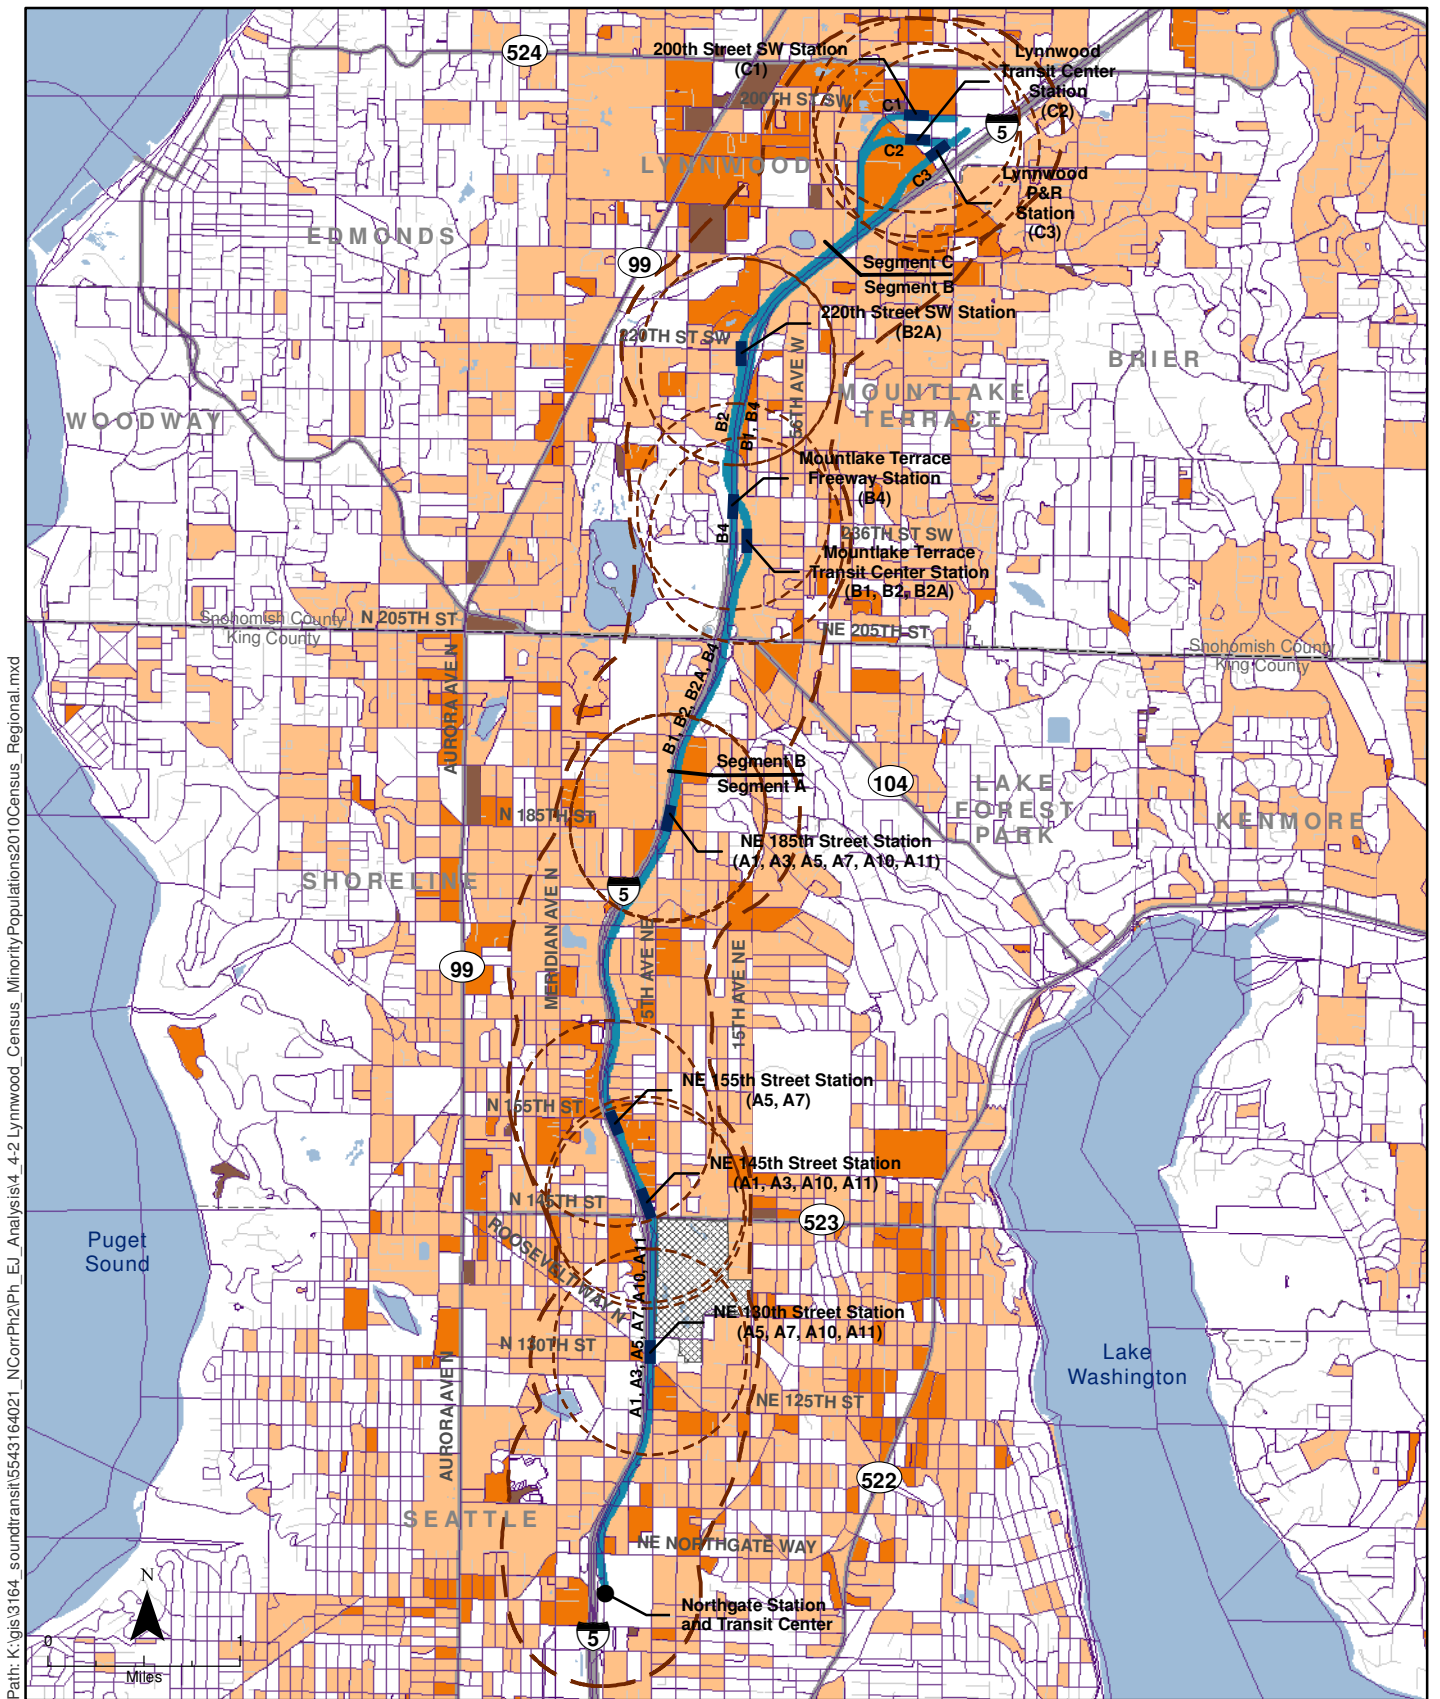 524
200th Street SW Station
(C1)
Lynnwood
Transit Center
Station
(C2)
200TH ST SW
C1
5
C2
LYNNWOOD
C3
Lynnwood
P&R
Station
(C3)
EDMONDS
99
Segment C
Segment B
220th Street SW Station
(B2A)
220TH ST SW
56TH AVE W
BRIER
MOUNTLAKE
TERRACE
WOODWAY
B2
B1, B4
Mountlake Terrace
Freeway Station
(B4)
B4
236TH ST SW
Mountlake Terrace
Transit Center Station
(B1, B2, B2A)
Snohomish County
King County
N 205TH ST
NE 205TH ST
Snohomish County
King County
AURORA AVE N
B1, B2, B2A, B4
Segment B
Segment A
104
LAKE
FOREST
PARK
KENMORE
N 185TH ST
NE 185th Street Station
(A1, A3, A5, A7, A10, A11)
SHORELINE
5
MERIDIAN AVE N
5TH AVE NE
15TH AVE NE
99
NE 155th Street Station
(A5, A7)
N 155TH ST
NE 145th Street Station
(A1, A3, A10, A11)
N 145TH ST
523
ROOSEVELT WAY N
Puget
Sound
A1, A3, A5, A7, A10, A11
NE 130th Street Station
(A5, A7, A10, A11)
N 130TH ST
Lake
Washington
AURORA AVE N
NE 125TH ST
522
SEATTLE
NE NORTHGATE WAY
N
Northgate Station
and Transit Center
5
0
1
Miles
Path: K:\gis\3164_soundtransit\554316402_NCorrPh2\Ph_EJ_Analysis\4_4-2 Lynnwood_Census_MinorityPopulations2010Census_Regional.mxd